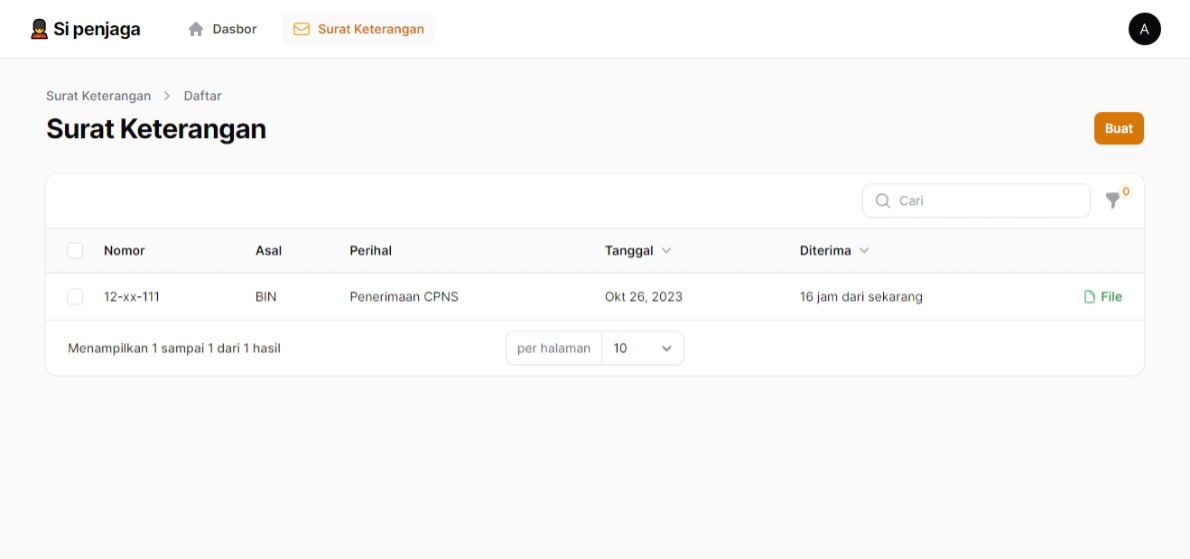 Si penjaga Dasbor Surat Keterangan A
Surat Keterangan > Daftar
Surat Keterangan Buat
Cari 0
Nomor Asal Perihal Tanggal Diterima
12-xx-111 BIN Penerimaan CPNS Okt 26, 2023 16 jam dari sekarang File
Menampilkan 1 sampai 1 dari 1 hasil per halaman 10